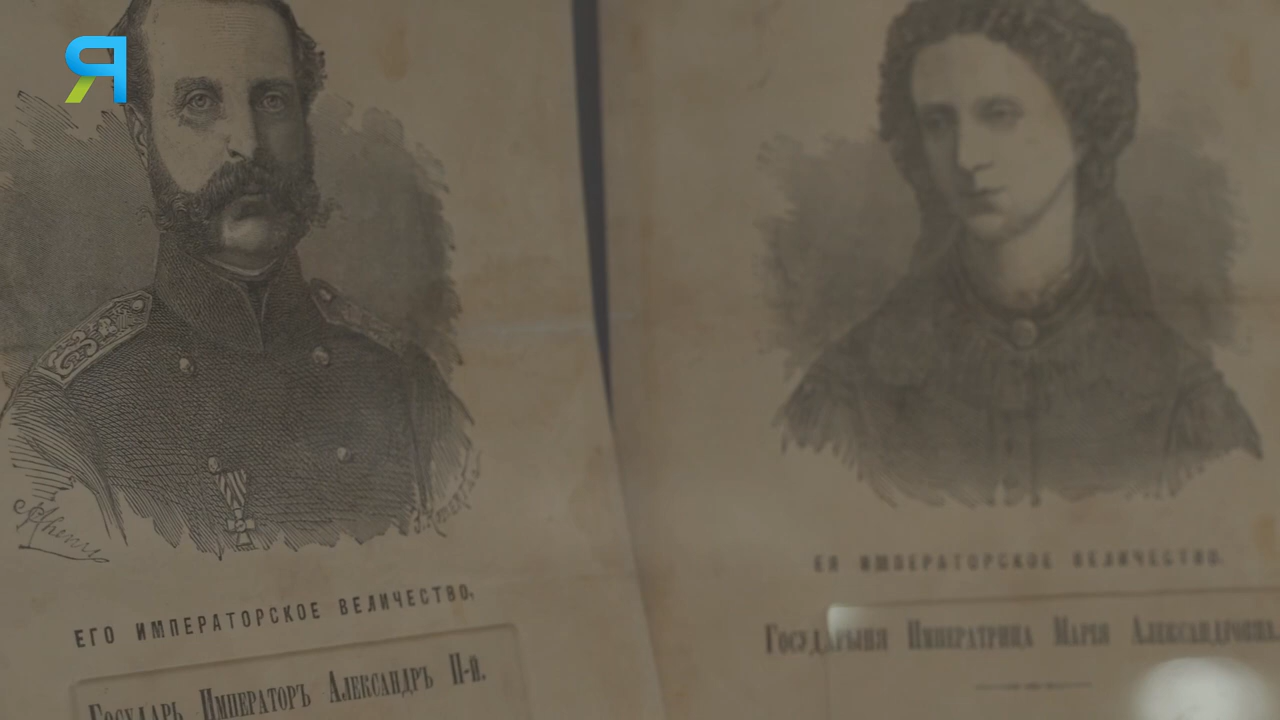 Я
ЕГО ИМПЕРАТОРСКОЕ ВЕЛИЧЕСТВО,
ГОСУДАРЬ ИМПЕРАТОРЪ АЛЕКСАНДРЪ II-Й.
ЕЯ ИМПЕРАТОРСКОЕ ВЕЛИЧЕСТВО,
ГОСУДАРЫНЯ ИМПЕРАТРИЦА МАРІЯ АЛЕКСАНДРОВНА